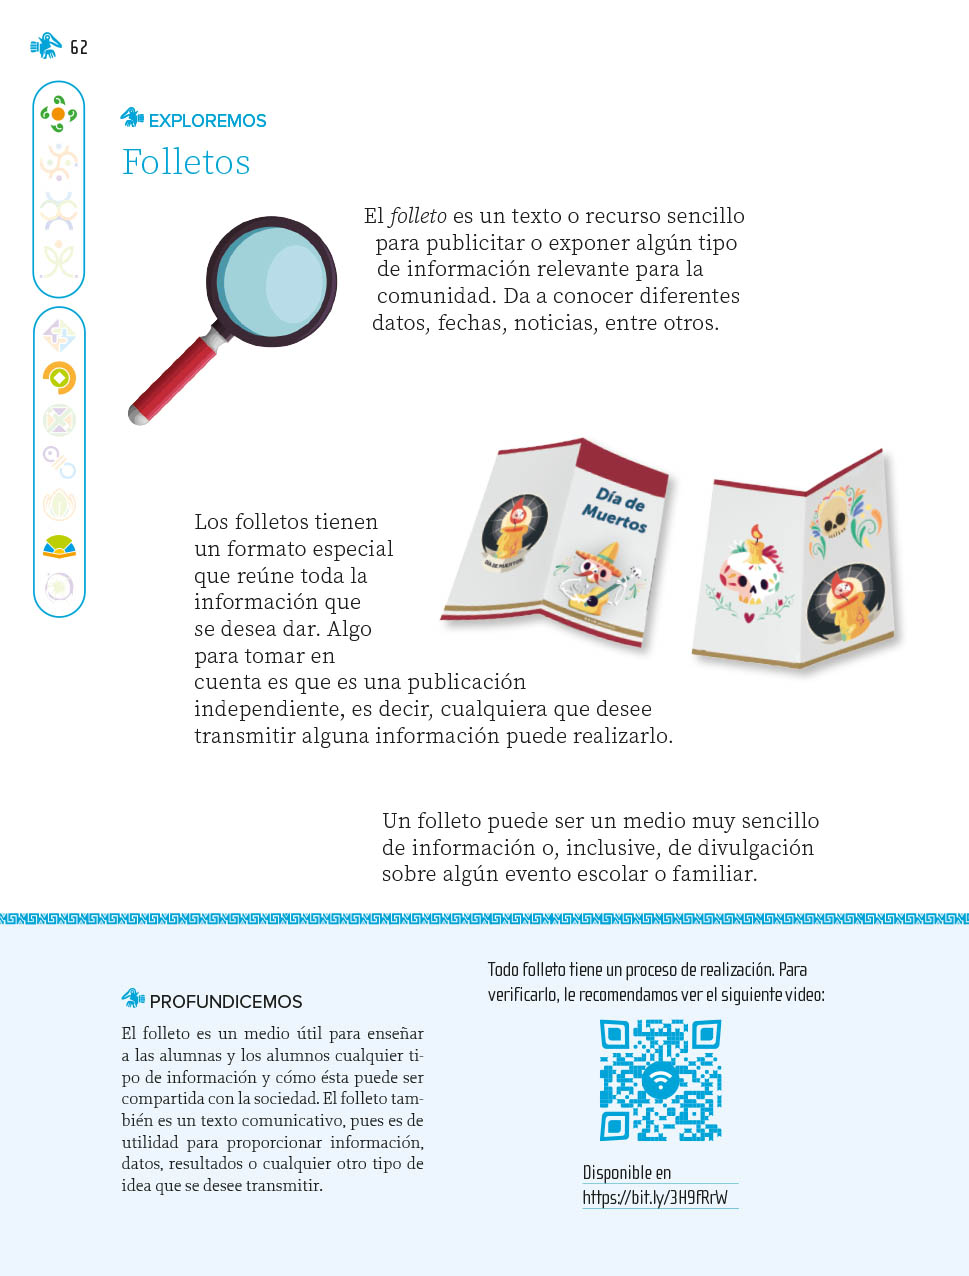 62
EXPLOREMOS
Folletos
El folleto es un texto o recurso sencillo
para publicitar o exponer algún tipo
de información relevante para la
comunidad. Da a conocer diferentes
datos, fechas, noticias, entre otros.
Día de
Muertos
DÍA DE MUERTOS
Los folletos tienen
un formato especial
que reúne toda la
información que
se desea dar. Algo
para tomar en
cuenta es que es una publicación
independiente, es decir, cualquiera que desee
transmitir alguna información puede realizarlo.
Un folleto puede ser un medio muy sencillo
de información o, inclusive, de divulgación
sobre algún evento escolar o familiar.
PROFUNDICEMOS
El folleto es un medio útil para enseñar
a las alumnas y los alumnos cualquier ti-
po de información y cómo ésta puede ser
compartida con la sociedad. El folleto tam-
bién es un texto comunicativo, pues es de
utilidad para proporcionar información,
datos, resultados o cualquier otro tipo de
idea que se desee transmitir.
Todo folleto tiene un proceso de realización. Para
verificarlo, le recomendamos ver el siguiente video:
Disponible en
https://bit.ly/3H9fRrW